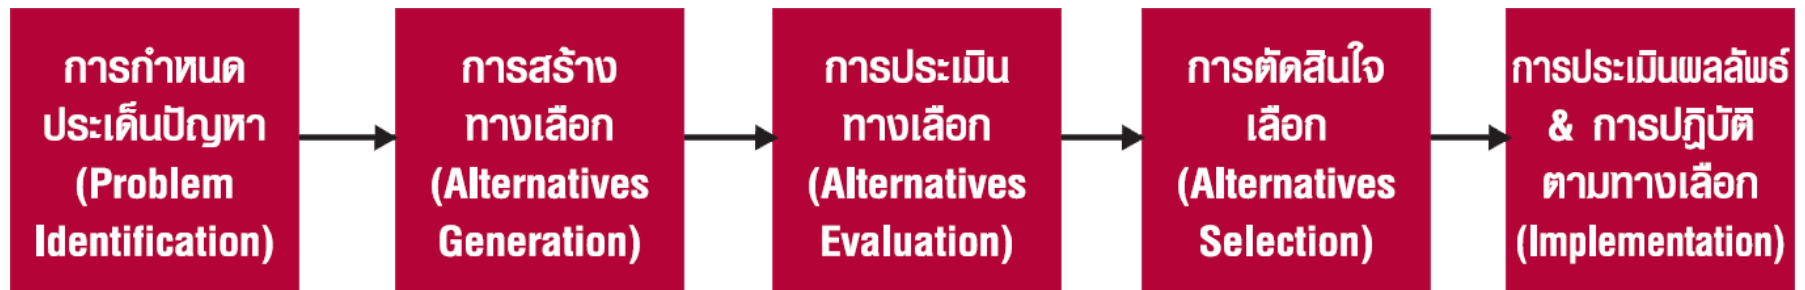 การกำหนด
ประเด็นปัญหา
(Problem
Identification)
การสร้าง
ทางเลือก
(Alternatives
Generation)
การประเมิน
ทางเลือก
(Alternatives
Evaluation)
การตัดสินใจ
เลือก
(Alternatives
Selection)
การประเมินผลลัพธ์
& การปฏิบัติ
ตามทางเลือก
(Implementation)